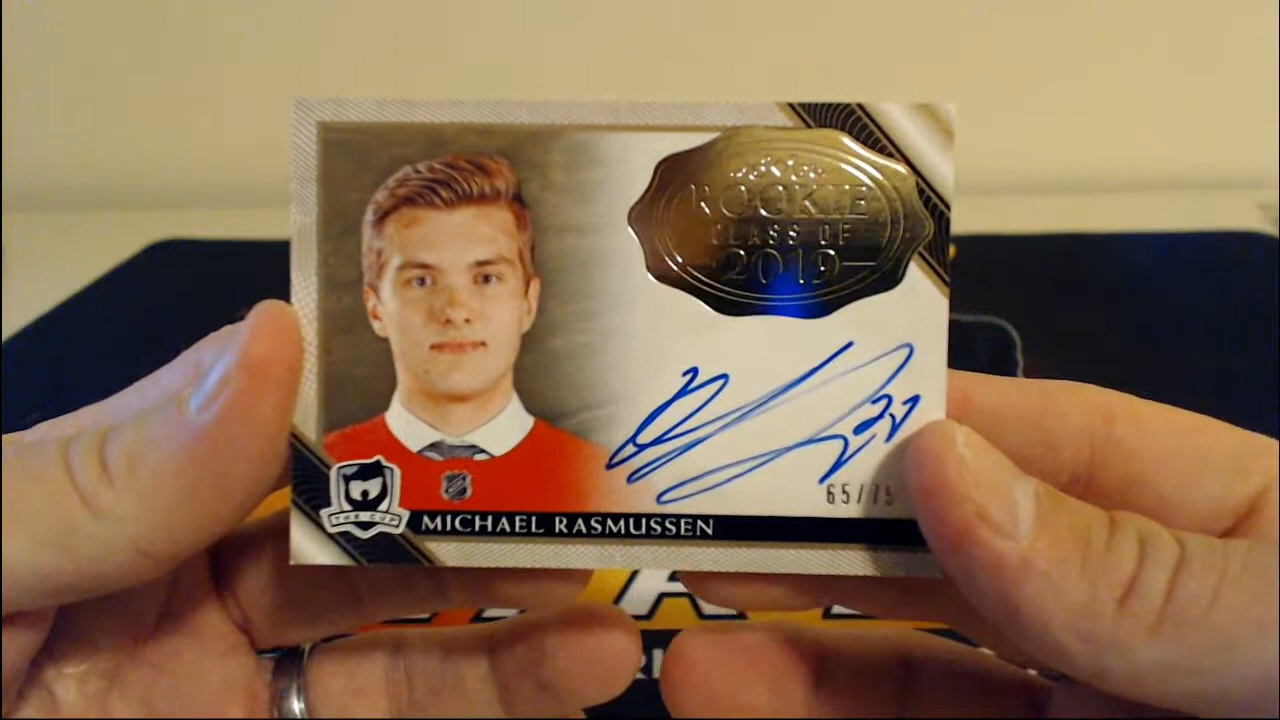 ROOKIE
CLASS OF
2019
65/75
THE CUP
MICHAEL RASMUSSEN